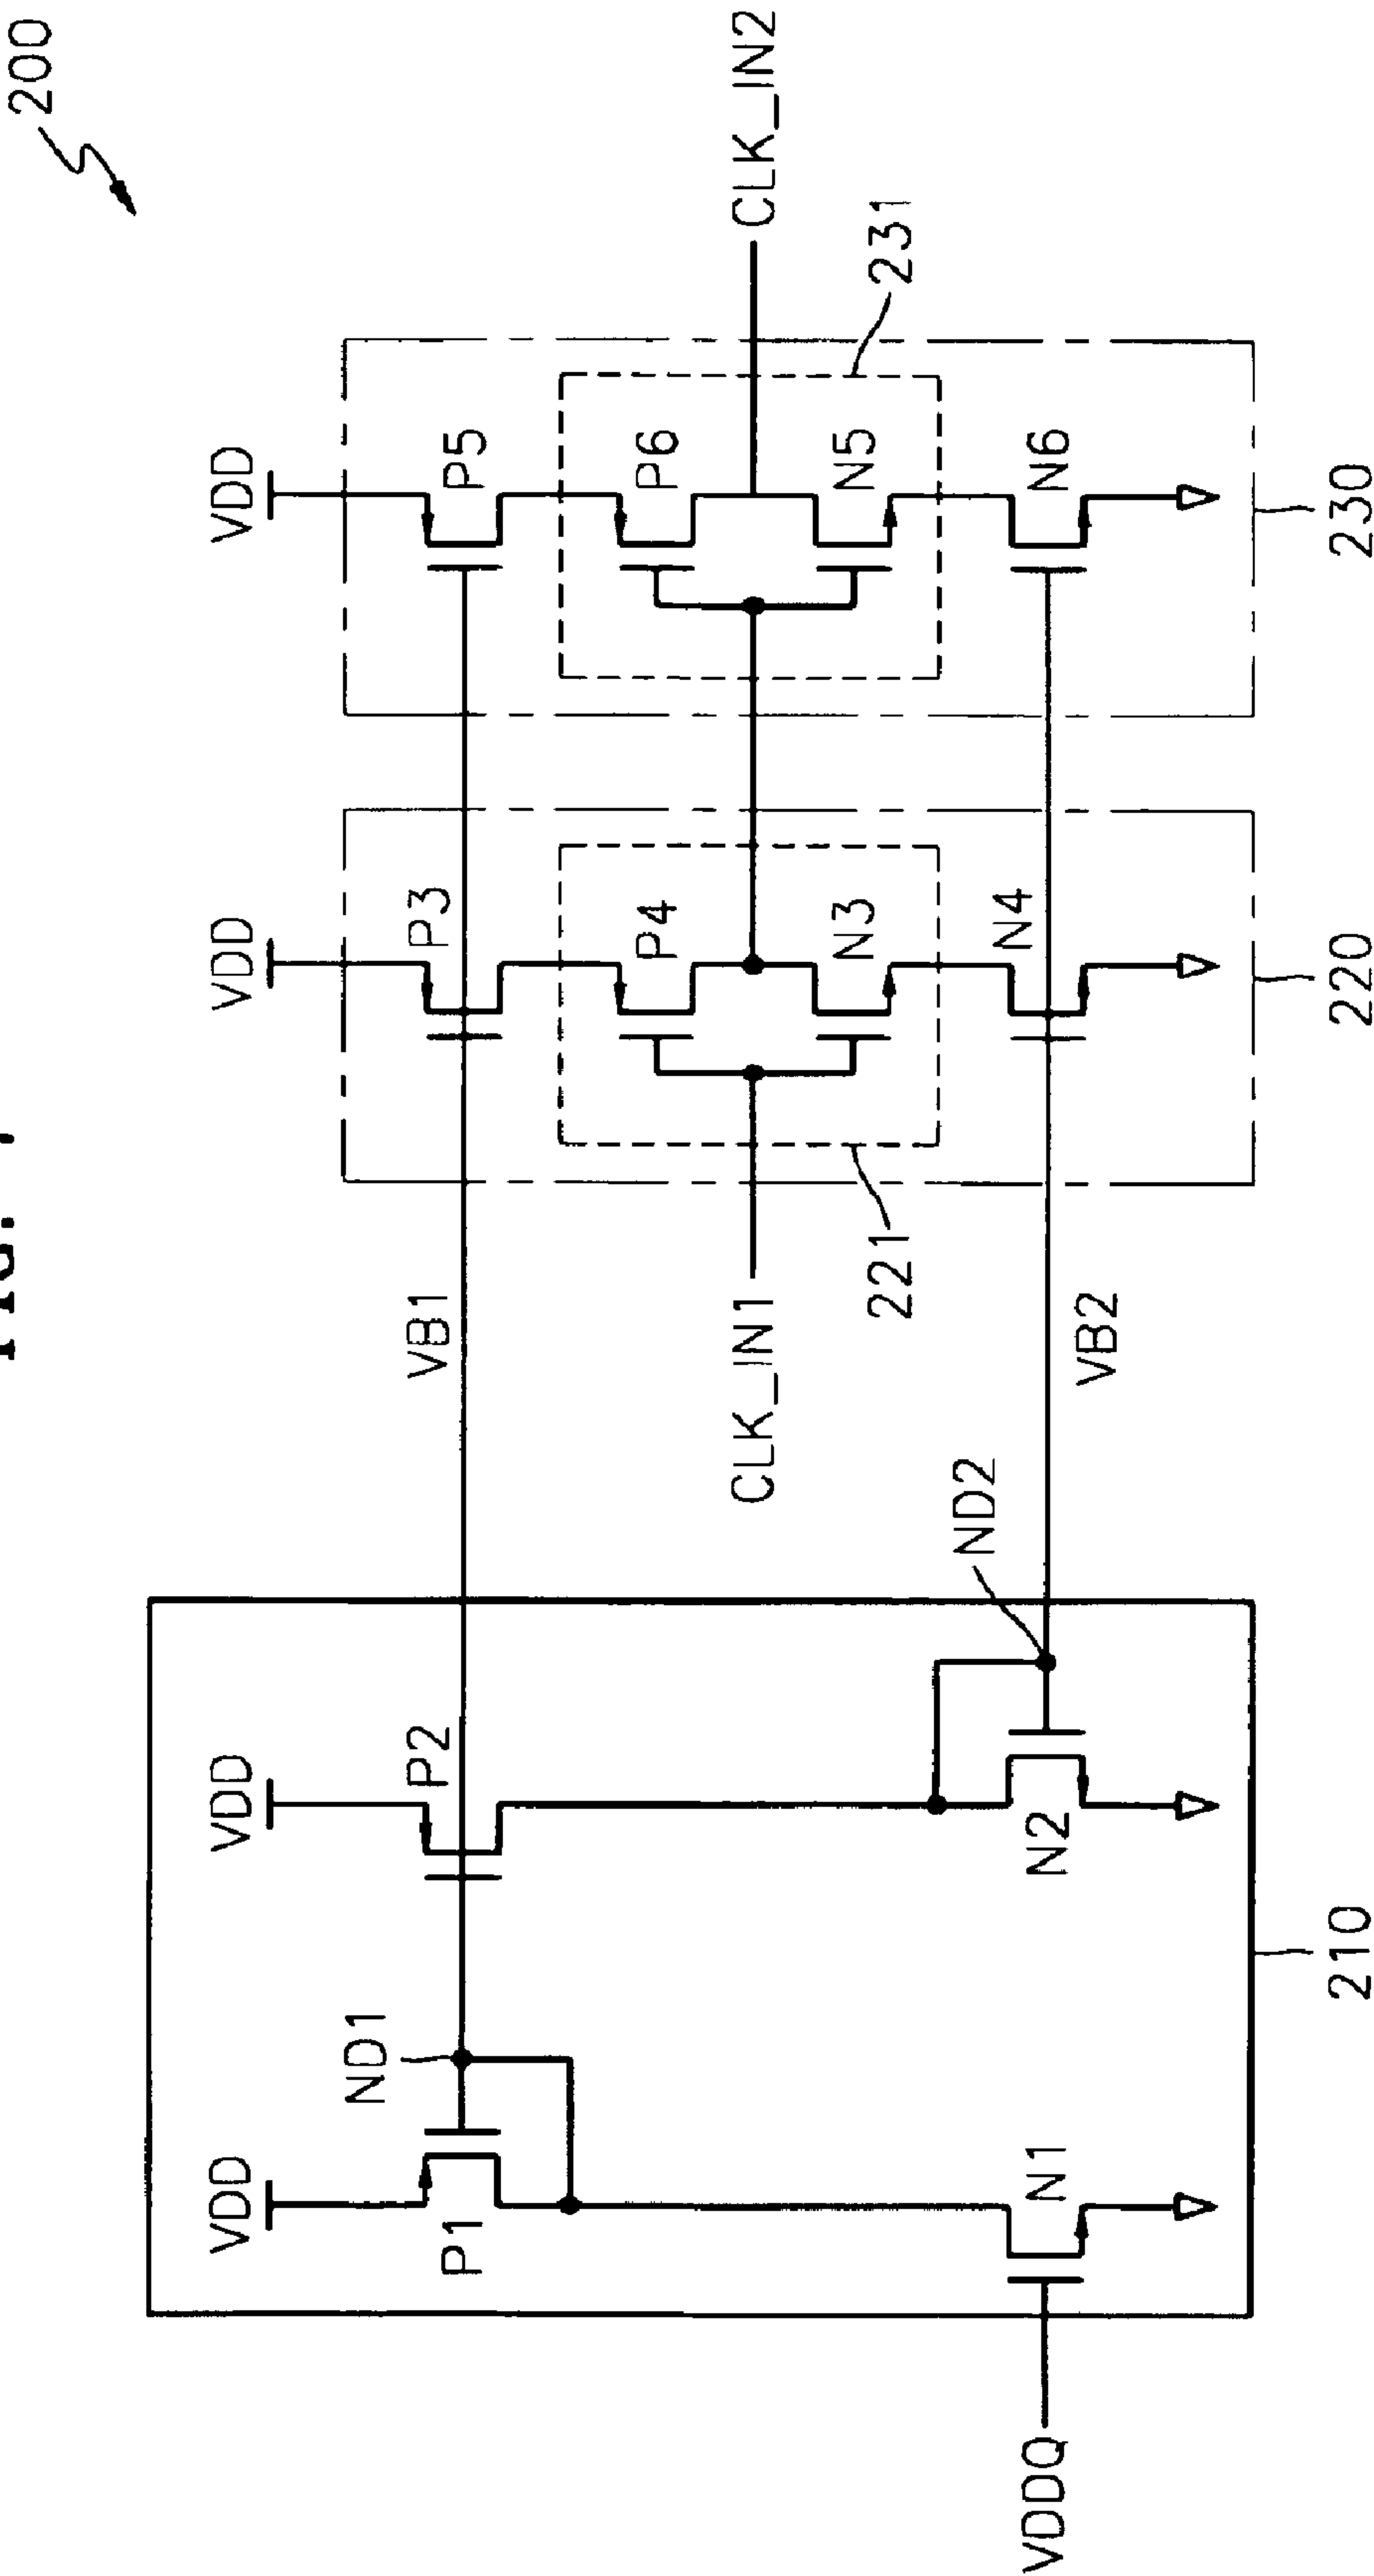 200
VDD
VDD
VDD
VDD
P1
ND1
P2
VB1
P3
P5
P4
P6
CLK_IN1
CLK_IN2
221
231
N3
N5
VDDQ
N1
N2
ND2
VB2
N4
N6
210
220
230